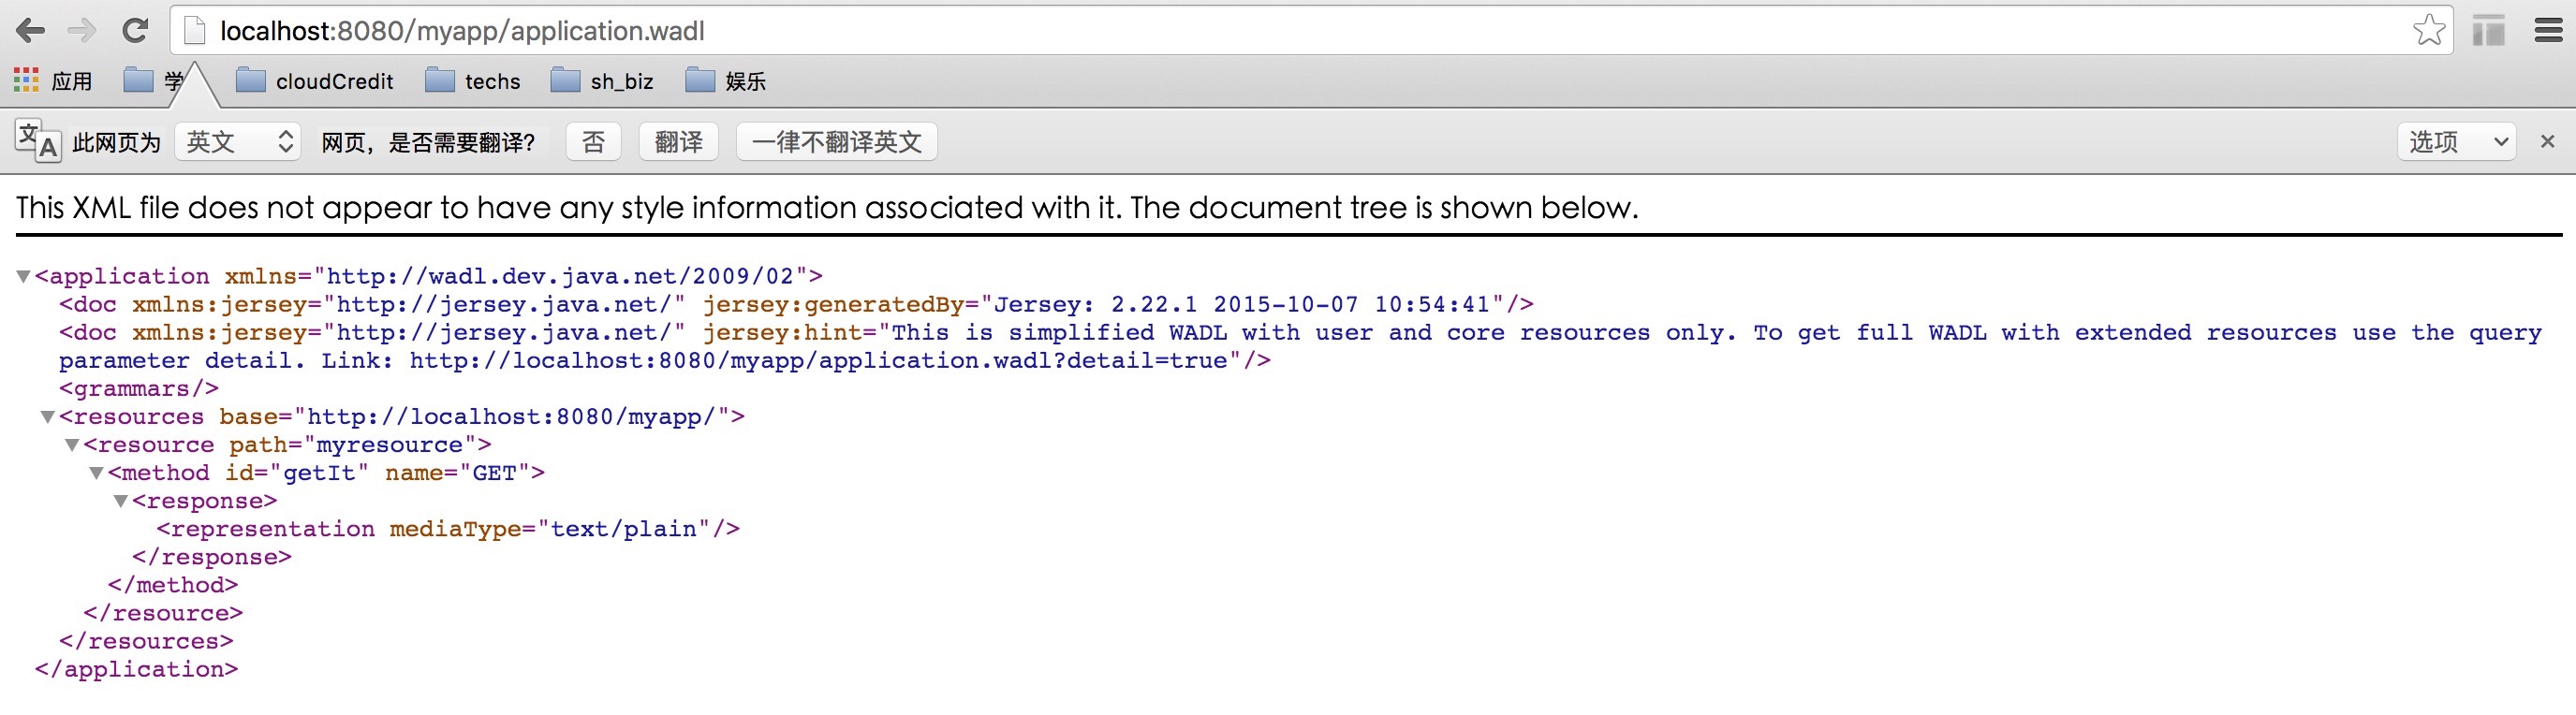 localhost:8080/myapp/application.wadl
应用 学 cloudCredit techs sh_biz 娱乐
文A 此网页为 英文 网页，是否需要翻译? 否 翻译 一律不翻译英文 选项 ×
This XML file does not appear to have any style information associated with it. The document tree is shown below.
▼<application xmlns="http://wadl.dev.java.net/2009/02">
<doc xmlns:jersey="http://jersey.java.net/" jersey:generatedBy="Jersey: 2.22.1 2015-10-07 10:54:41"/>
<doc xmlns:jersey="http://jersey.java.net/" jersey:hint="This is simplified WADL with user and core resources only. To get full WADL with extended resources use the query
parameter detail. Link: http://localhost:8080/myapp/application.wadl?detail=true"/>
<grammars/>
▼<resources base="http://localhost:8080/myapp/">
▼<resource path="myresource">
▼<method id="getIt" name="GET">
▼<response>
<representation mediaType="text/plain"/>
</response>
</method>
</resource>
</resources>
</application>